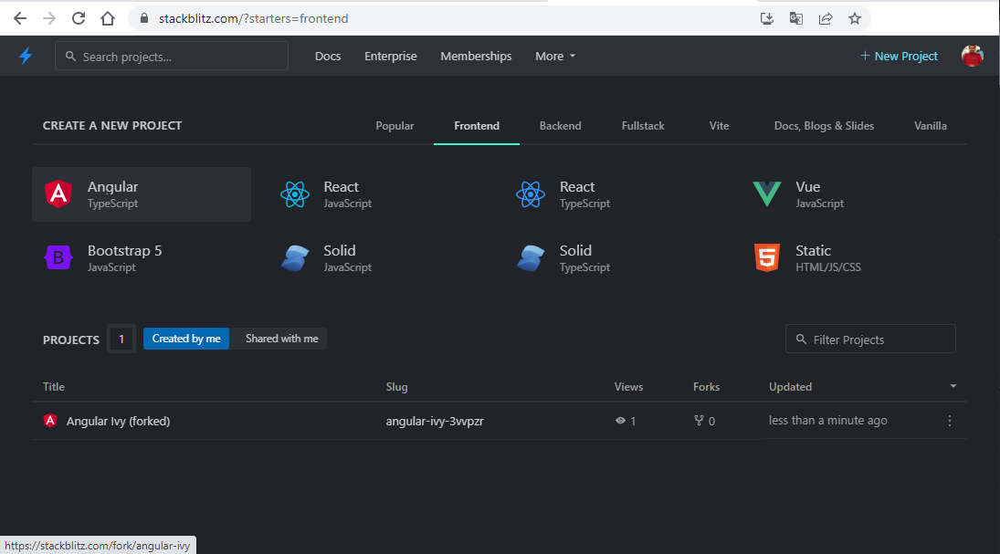 stackblitz.com/?starters=frontend
Search projects... Docs Enterprise Memberships More + New Project
CREATE A NEW PROJECT Popular Frontend Backend Fullstack Vite Docs, Blogs & Slides Vanilla
Angular React React Vue
TypeScript JavaScript TypeScript JavaScript
Bootstrap 5 Solid Solid Static
JavaScript JavaScript TypeScript HTML/JS/CSS
PROJECTS 1 Created by me Shared with me Filter Projects
Title Slug Views Forks Updated
Angular Ivy (forked) angular-ivy-3vvpzr 1 0 less than a minute ago
https://stackblitz.com/fork/angular-ivy